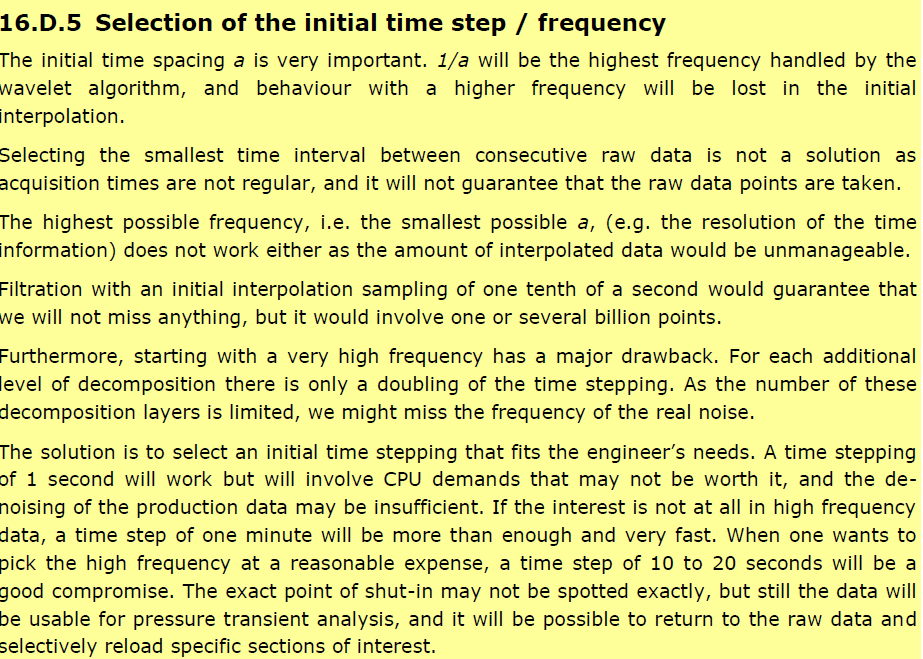 16.D.5 Selection of the initial time step / frequency
The initial time spacing a is very important. 1/a will be the highest frequency handled by the
wavelet algorithm, and behaviour with a higher frequency will be lost in the initial
interpolation.
Selecting the smallest time interval between consecutive raw data is not a solution as
acquisition times are not regular, and it will not guarantee that the raw data points are taken.
The highest possible frequency, i.e. the smallest possible a, (e.g. the resolution of the time
information) does not work either as the amount of interpolated data would be unmanageable.
Filtration with an initial interpolation sampling of one tenth of a second would guarantee that
we will not miss anything, but it would involve one or several billion points.
Furthermore, starting with a very high frequency has a major drawback. For each additional
level of decomposition there is only a doubling of the time stepping. As the number of these
decomposition layers is limited, we might miss the frequency of the real noise.
The solution is to select an initial time stepping that fits the engineer’s needs. A time stepping
of 1 second will work but will involve CPU demands that may not be worth it, and the de-
noising of the production data may be insufficient. If the interest is not at all in high frequency
data, a time step of one minute will be more than enough and very fast. When one wants to
pick the high frequency at a reasonable expense, a time step of 10 to 20 seconds will be a
good compromise. The exact point of shut-in may not be spotted exactly, but still the data will
be usable for pressure transient analysis, and it will be possible to return to the raw data and
selectively reload specific sections of interest.